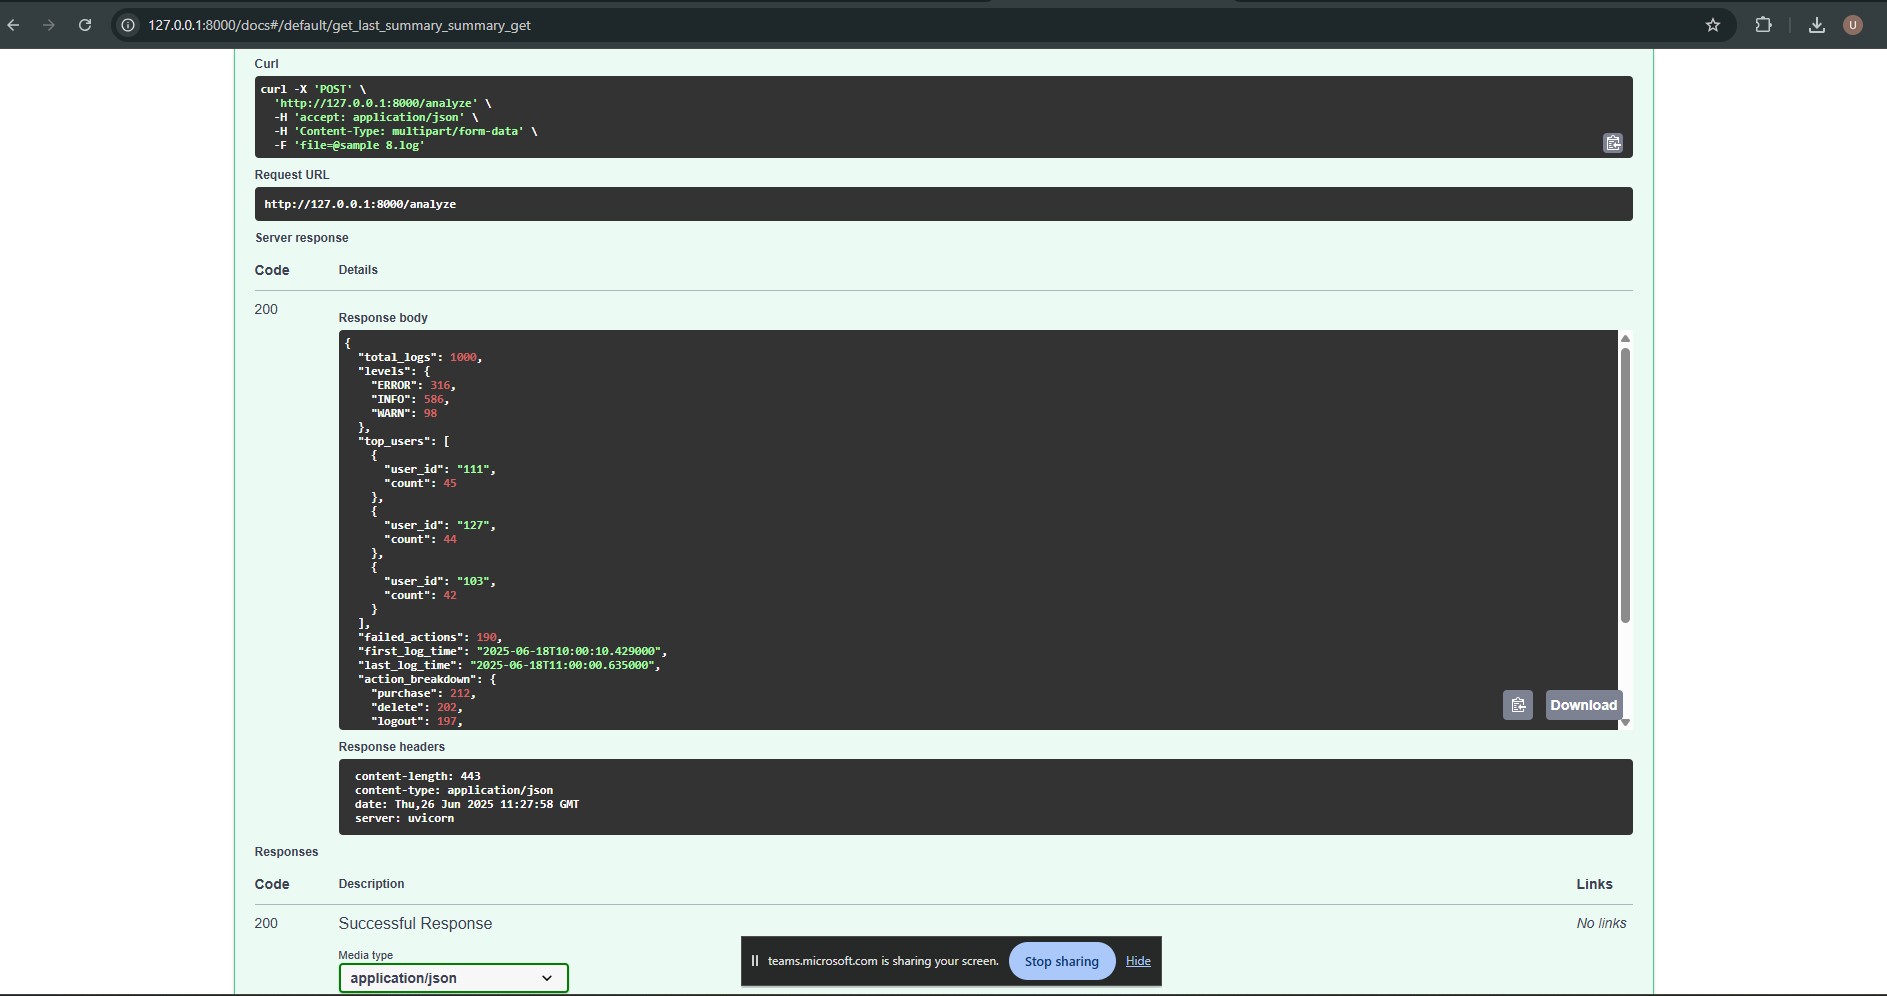 127.0.0.1:8000/docs#/default/get_last_summary_summary_get
U
Curl
curl -X 'POST' \
'http://127.0.0.1:8000/analyze' \
-H 'accept: application/json' \
-H 'Content-Type: multipart/form-data' \
-F 'file=@sample 8.log'
Request URL
http://127.0.0.1:8000/analyze
Server response
Code Details
200
Response body
{
"total_logs": 1000,
"levels": {
"ERROR": 316,
"INFO": 586,
"WARN": 98
},
"top_users": [
{
"user_id": "111",
"count": 45
},
{
"user_id": "127",
"count": 44
},
{
"user_id": "103",
"count": 42
}
],
"failed_actions": 190,
"first_log_time": "2025-06-18T10:00:10.429000",
"last_log_time": "2025-06-18T11:00:00.635000",
"action_breakdown": {
"purchase": 212,
"delete": 202,
"logout": 197,
Download
Response headers
content-length: 443
content-type: application/json
date: Thu,26 Jun 2025 11:27:58 GMT
server: uvicorn
Responses
Code Description Links
200 Successful Response No links
Media type
application/json
teams.microsoft.com is sharing your screen. Stop sharing Hide